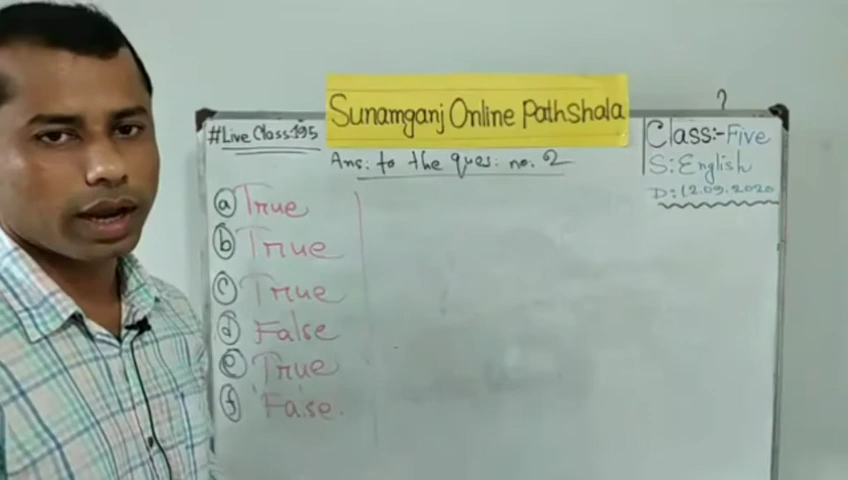 Sunamganj Online Pathshala
#Live Class:195
Class:- Five
S: English
D: 12.09.2020
Ans: to the ques: no. 2
a True
b True
c True
d False
e True
f False.